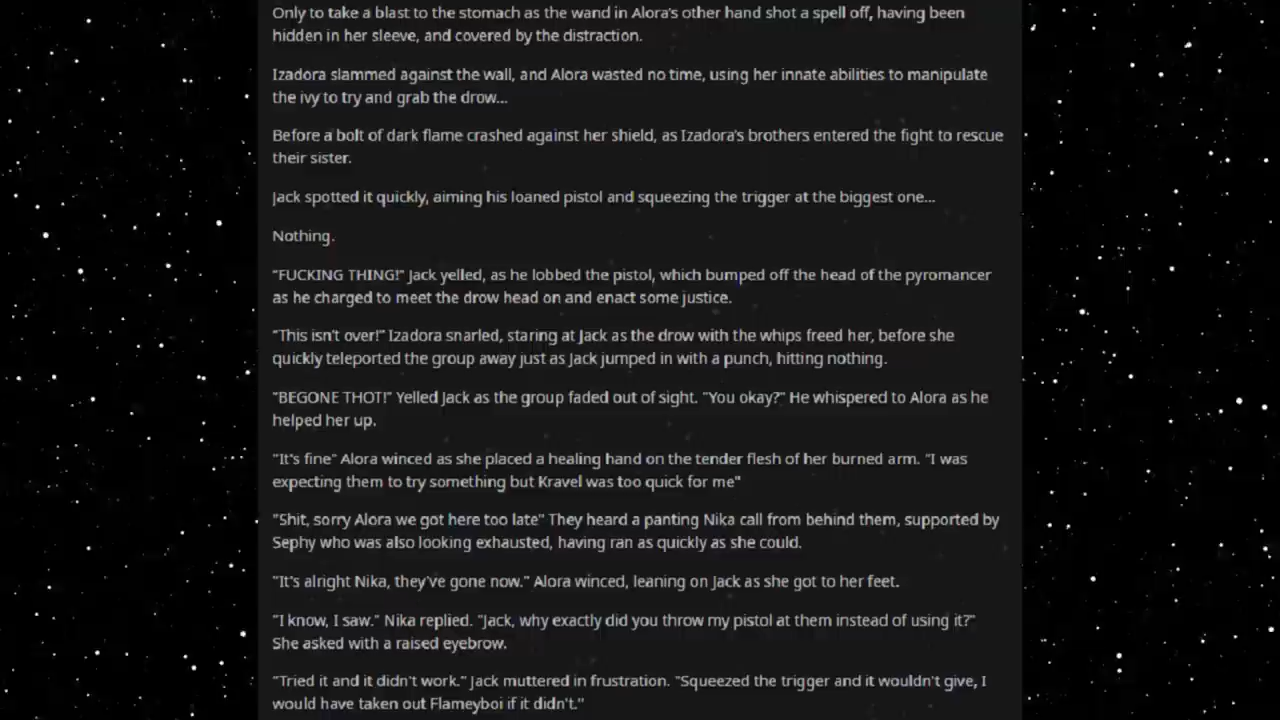 Only to take a blast to the stomach as the wand in Alora's other hand shot a spell off, having been
hidden in her sleeve, and covered by the distraction.
Izadora slammed against the wall, and Alora wasted no time, using her innate abilities to manipulate
the ivy to try and grab the drow...
Before a bolt of dark flame crashed against her shield, as Izadora's brothers entered the fight to rescue
their sister.
Jack spotted it quickly, aiming his loaned pistol and squeezing the trigger at the biggest one...
Nothing.
"FUCKING THING!" Jack yelled, as he lobbed the pistol, which bumped off the head of the pyromancer
as he charged to meet the drow head on and enact some justice.
"This isn't over!" Izadora snarled, staring at Jack as the drow with the whips freed her, before she
quickly teleported the group away just as Jack jumped in with a punch, hitting nothing.
"BEGONE THOT!" Yelled Jack as the group faded out of sight. "You okay?" He whispered to Alora as he
helped her up.
"It's fine" Alora winced as she placed a healing hand on the tender flesh of her burned arm. "I was
expecting them to try something but Kravel was too quick for me"
"Shit, sorry Alora we got here too late" They heard a panting Nika call from behind them, supported by
Sephy who was also looking exhausted, having ran as quickly as she could.
"It's alright Nika, they've gone now." Alora winced, leaning on Jack as she got to her feet.
"I know, I saw." Nika replied. "Jack, why exactly did you throw my pistol at them instead of using it?"
She asked with a raised eyebrow.
"Tried it and it didn't work." Jack muttered in frustration. "Squeezed the trigger and it wouldn't give, I
would have taken out Flameyboi if it didn't."